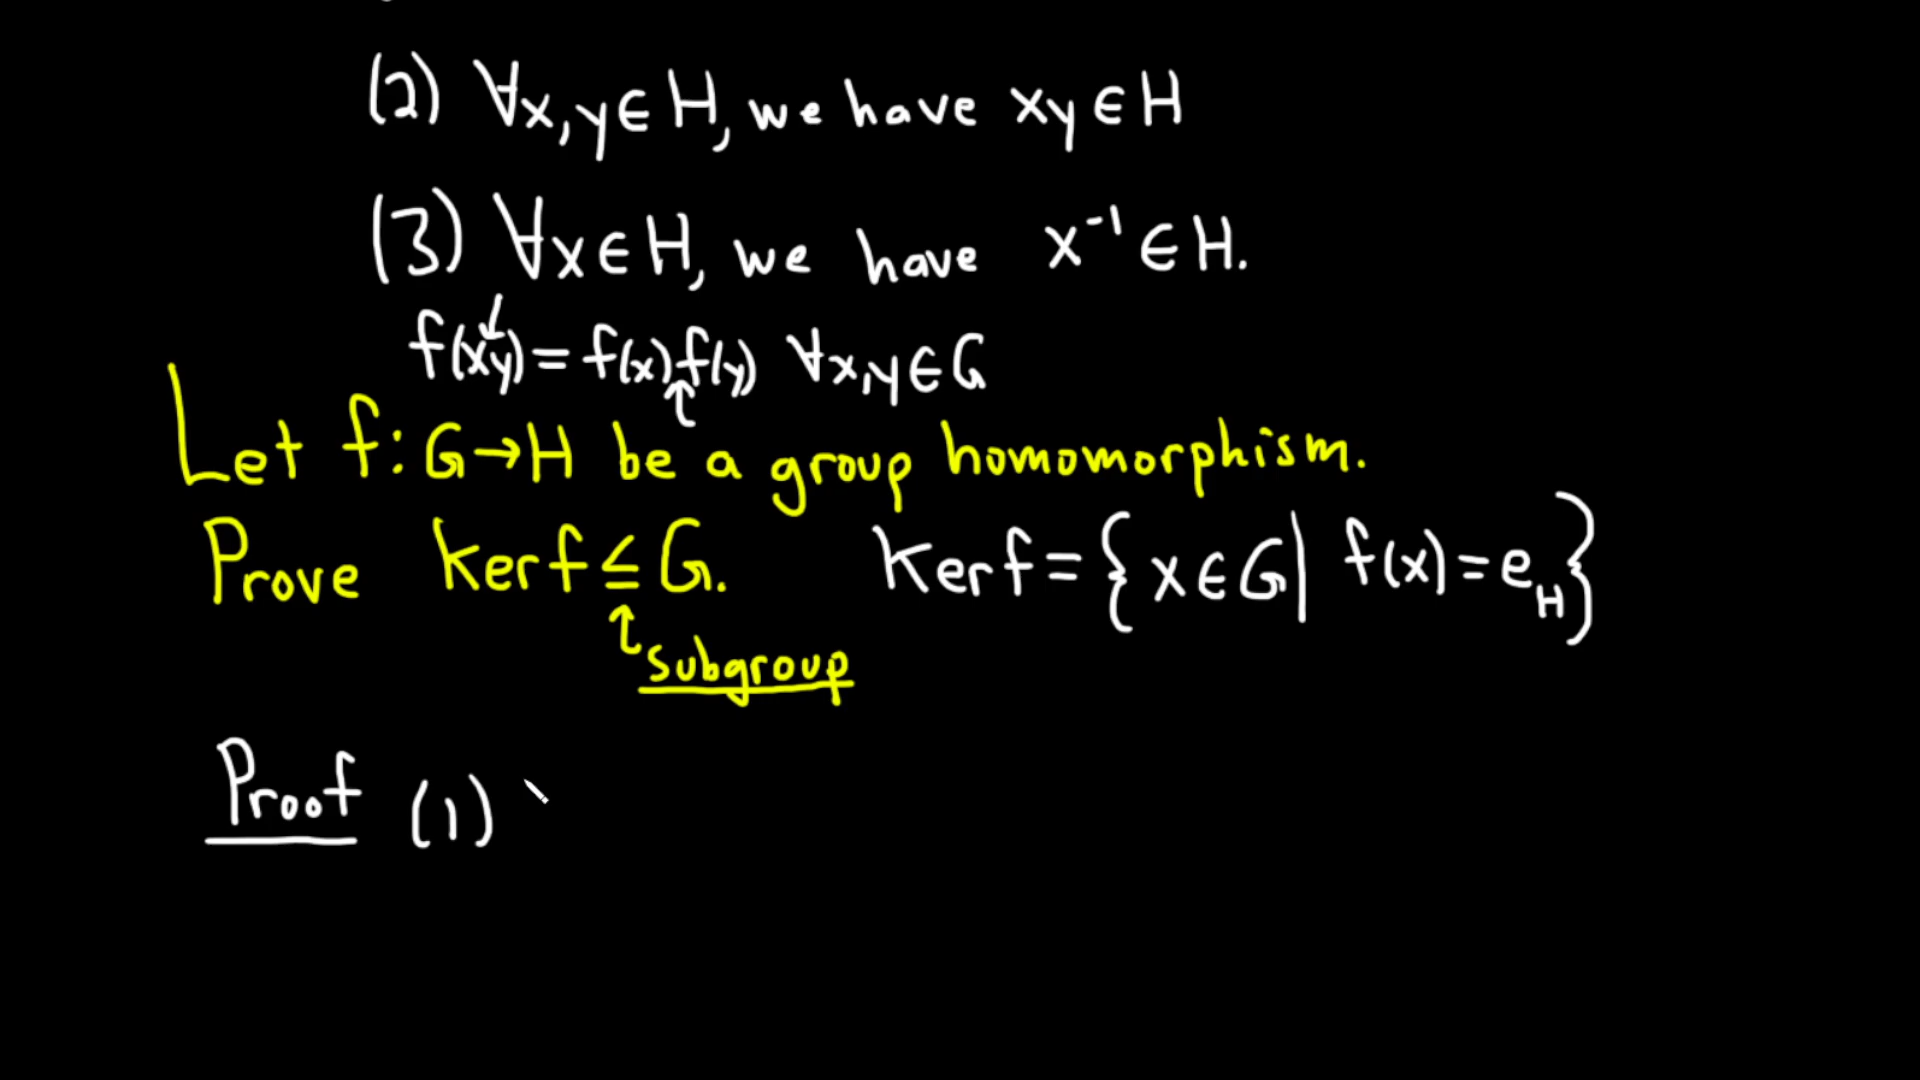 (2) ∀x,y∈H, we have xy∈H
(3) ∀x∈H, we have x⁻¹∈H.
f(xy)=f(x)f(y) ∀x,y∈G
Let f:G→H be a group homomorphism.
Prove kerf≤G. Kerf={x∈G| f(x)=e_H}
subgroup
Proof (1)